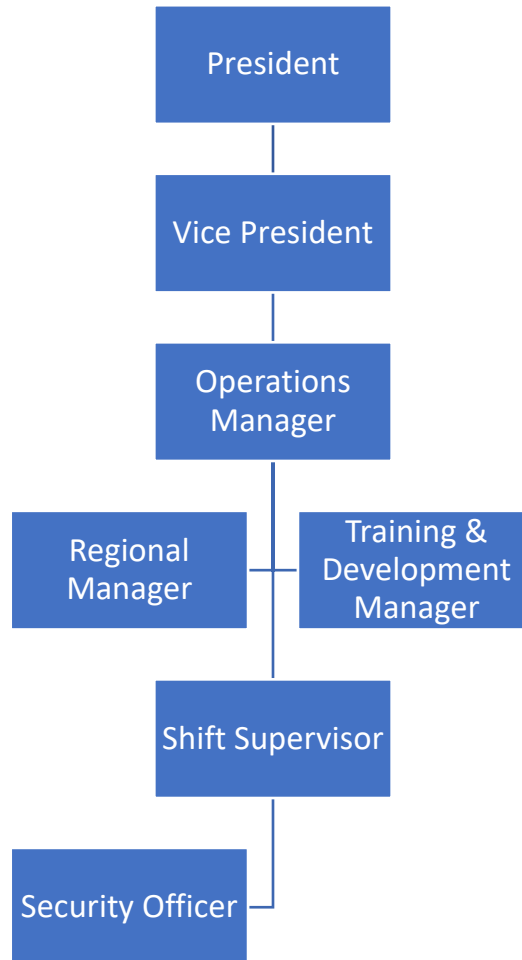 President
Vice President
Operations
Manager
Regional
Manager
Training &
Development
Manager
Shift Supervisor
Security Officer